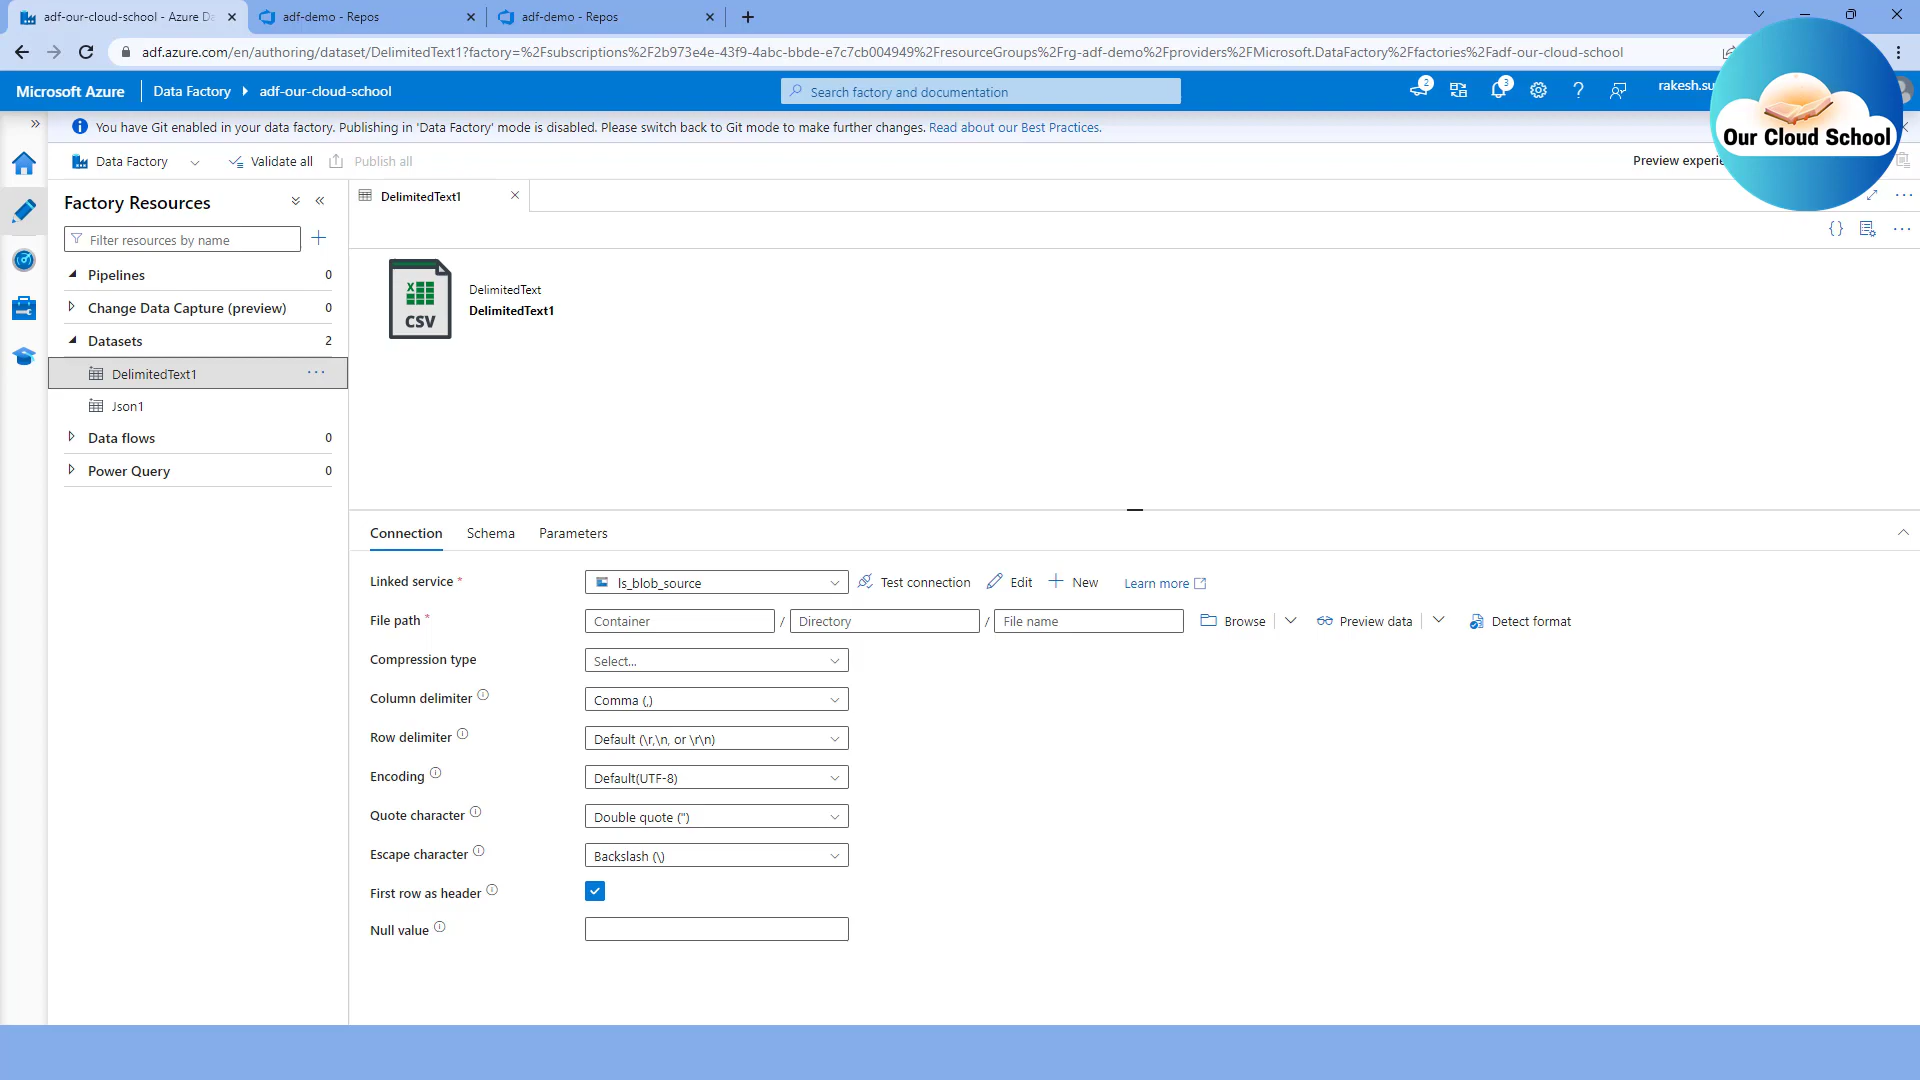 adf-our-cloud-school - Azure Da
adf-demo - Repos
adf-demo - Repos
adf.azure.com/en/authoring/dataset/DelimitedText1?factory=%2Fsubscriptions%2F2b973e4e-43f9-4abc-bbde-e7c7cb004949%2FresourceGroups%2Frg-adf-demo%2Fproviders%2FMicrosoft.DataFactory%2Ffactories%2Fadf-our-cloud-school
Microsoft Azure
Data Factory
adf-our-cloud-school
Search factory and documentation
2
3
rakesh.su
You have Git enabled in your data factory. Publishing in 'Data Factory' mode is disabled. Please switch back to Git mode to make further changes. Read about our Best Practices.
Our Cloud School
Data Factory
Validate all
Publish all
Preview experie
Factory Resources
DelimitedText1
Filter resources by name
Pipelines 0
Change Data Capture (preview) 0
Datasets 2
DelimitedText1
Json1
Data flows 0
Power Query 0
CSV
DelimitedText
DelimitedText1
Connection
Schema
Parameters
Linked service *
ls_blob_source
Test connection
Edit
New
Learn more
File path *
Container / Directory / File name
Browse
Preview data
Detect format
Compression type
Select...
Column delimiter
Comma (,)
Row delimiter
Default (\r,\n, or \r\n)
Encoding
Default(UTF-8)
Quote character
Double quote (")
Escape character
Backslash (\)
First row as header
Null value